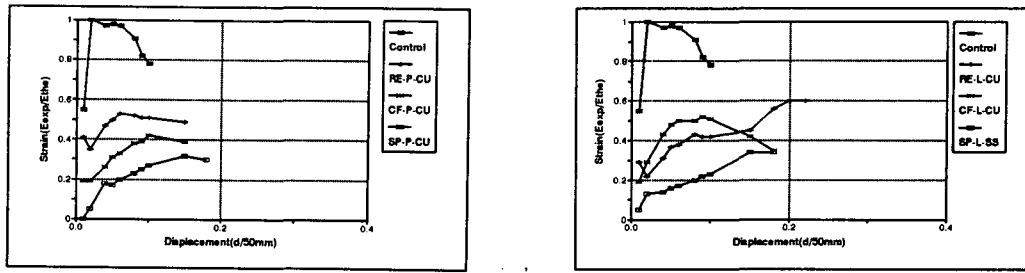 1
0.8
0.6
0.4
0.2
0
0.0
0.2
0.4
Strain(Eexp/Ethe)
Displacement(d/50mm)
Control
RE-P-CU
CF-P-CU
SP-P-CU
1
0.8
0.6
0.4
0.2
0
0.0
0.2
0.4
Strain(Eexp/Ethe)
Displacement(d/50mm)
Control
RE-L-CU
CF-L-CU
SP-L-SS